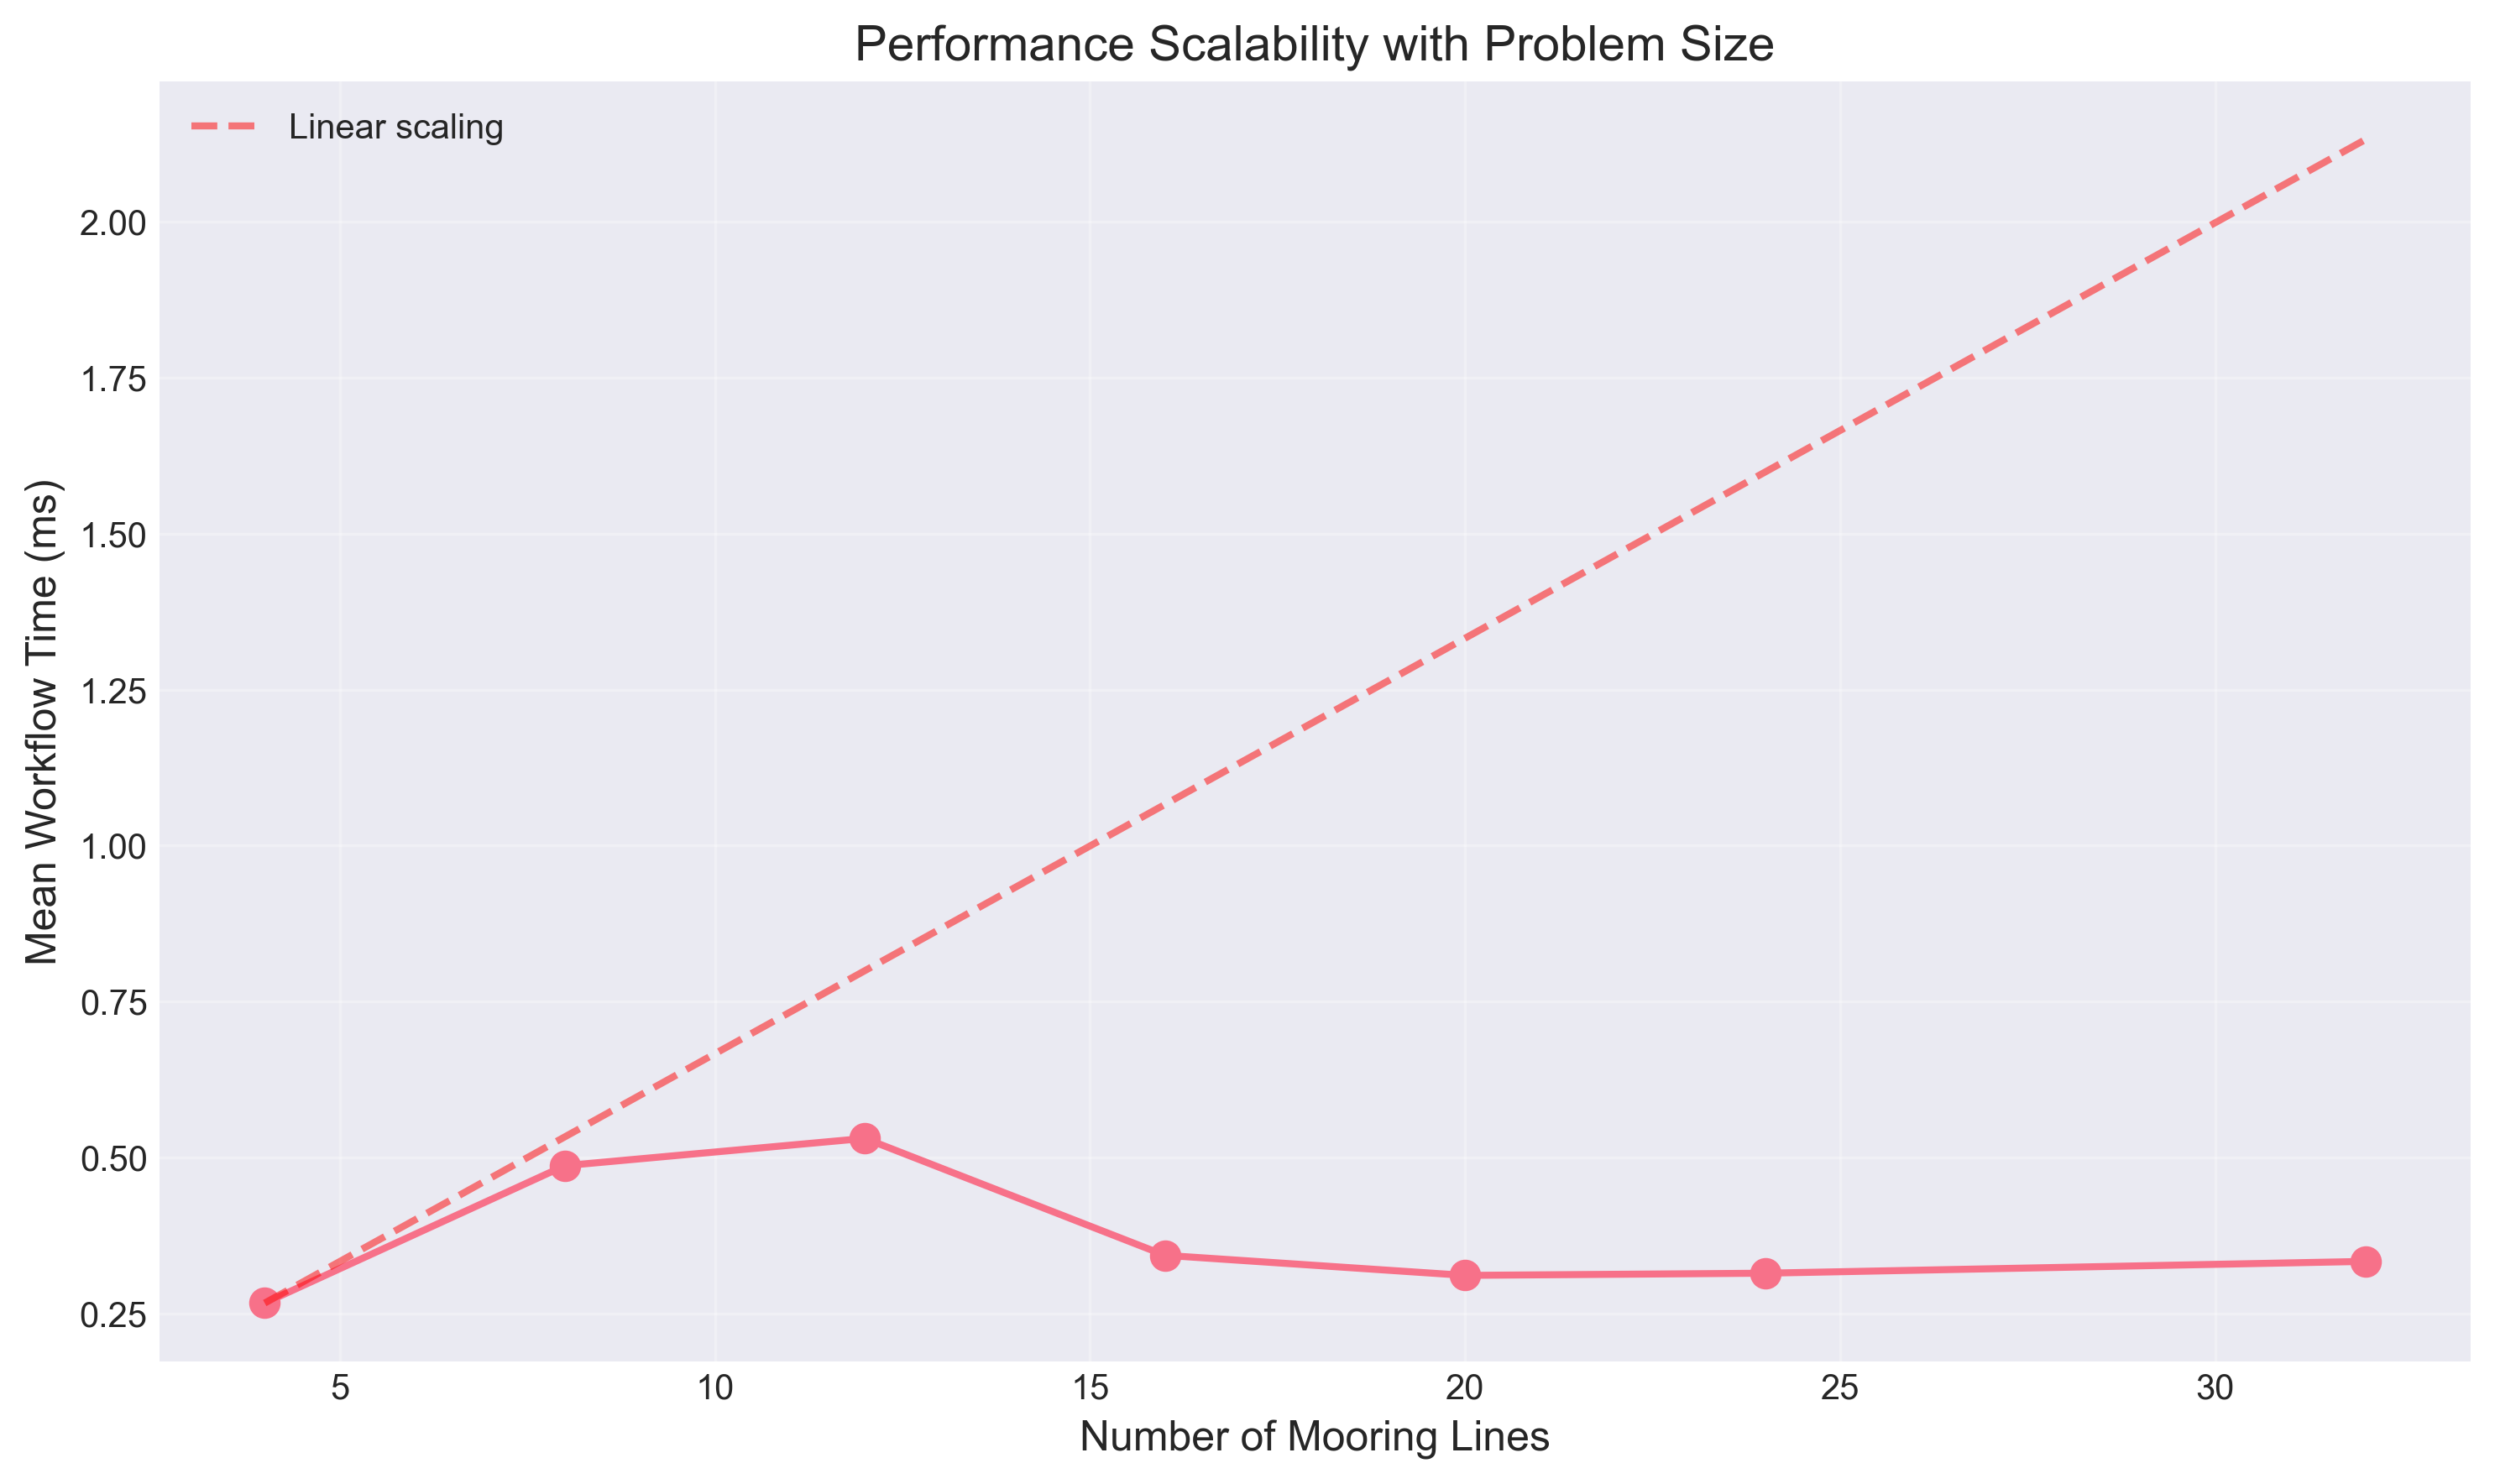 Performance Scalability with Problem Size
Linear scaling
Mean Workflow Time (ms)
2.00
1.75
1.50
1.25
1.00
0.75
0.50
0.25
5 10 15 20 25 30
Number of Mooring Lines